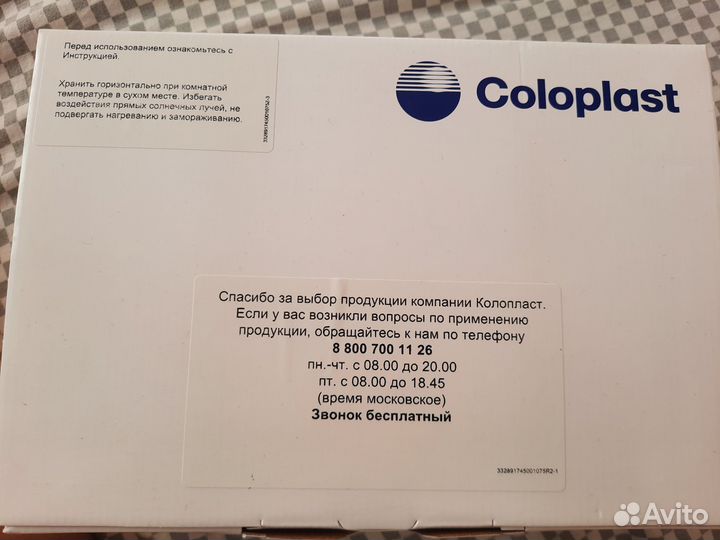 Перед использованием ознакомьтесь с
Инструкцией.
Хранить горизонтально при комнатной
температуре в сухом месте. Избегать
воздействия прямых солнечных лучей, не
подвергать нагреванию и замораживанию.
Coloplast
Спасибо за выбор продукции компании Колопласт.
Если у вас возникли вопросы по применению
продукции, обращайтесь к нам по телефону
8 800 700 11 26
пн.-чт. с 08.00 до 20.00
пт. с 08.00 до 18.45
(время московское)
Звонок бесплатный
332891745001075R2-1
Avito